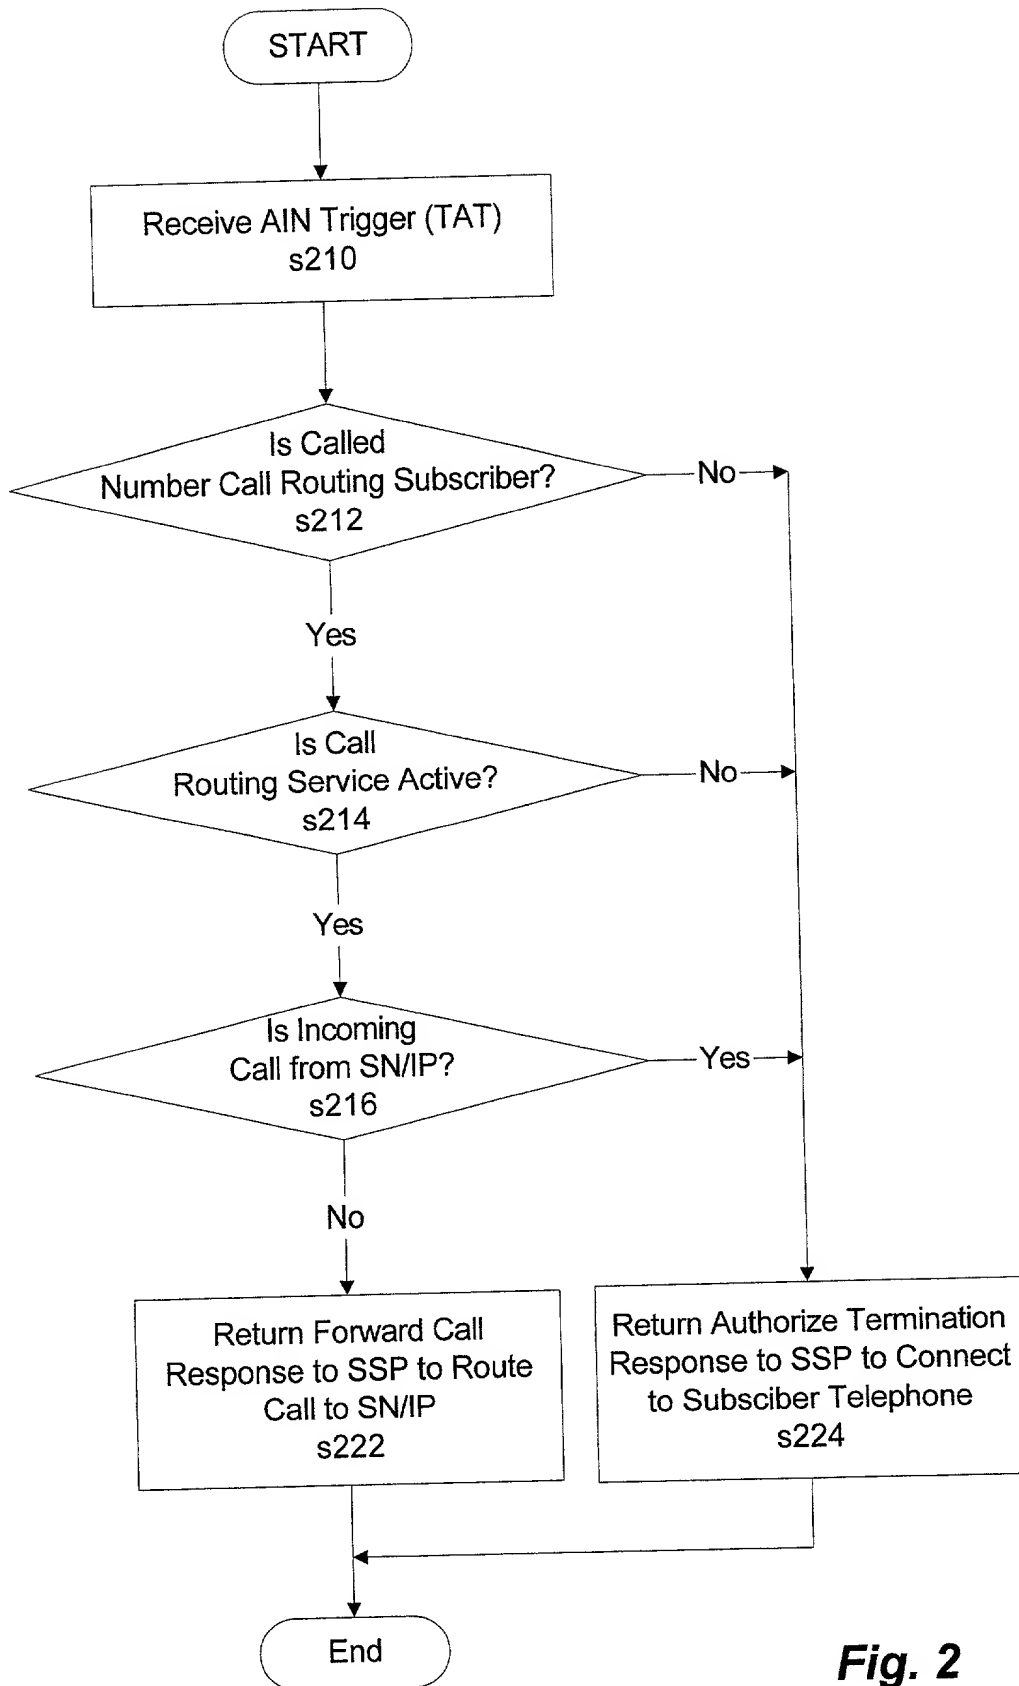 START
Receive AIN Trigger (TAT)
s210
Is Called
Number Call Routing Subscriber?
s212
No
Yes
Is Call
Routing Service Active?
s214
No
Yes
Is Incoming
Call from SN/IP?
s216
Yes
No
Return Forward Call
Response to SSP to Route
Call to SN/IP
s222
Return Authorize Termination
Response to SSP to Connect
to Subsciber Telephone
s224
End
Fig. 2